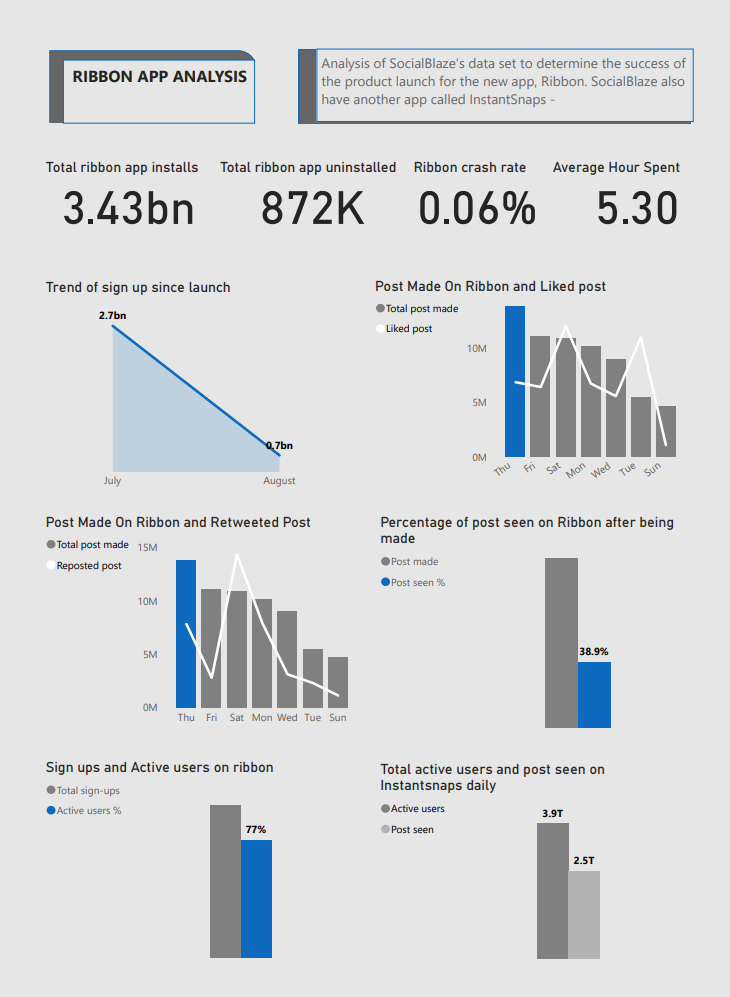 RIBBON APP ANALYSIS
Analysis of SocialBlaze's data set to determine the success of
the product launch for the new app, Ribbon. SocialBlaze also
have another app called InstantSnaps -
Total ribbon app installs
3.43bn
Total ribbon app uninstalled
872K
Ribbon crash rate
0.06%
Average Hour Spent
5.30
Trend of sign up since launch
2.7bn
0.7bn
July August
Post Made On Ribbon and Liked post
Total post made
Liked post
10M
5M
0M
Thu Fri Sat Mon Wed Tue Sun
Post Made On Ribbon and Retweeted Post
Total post made
Reposted post
15M
10M
5M
0M
Thu Fri Sat Mon Wed Tue Sun
Percentage of post seen on Ribbon after being
made
Post made
Post seen %
38.9%
Sign ups and Active users on ribbon
Total sign-ups
Active users %
77%
Total active users and post seen on
Instantsnaps daily
Active users
Post seen
3.9T
2.5T